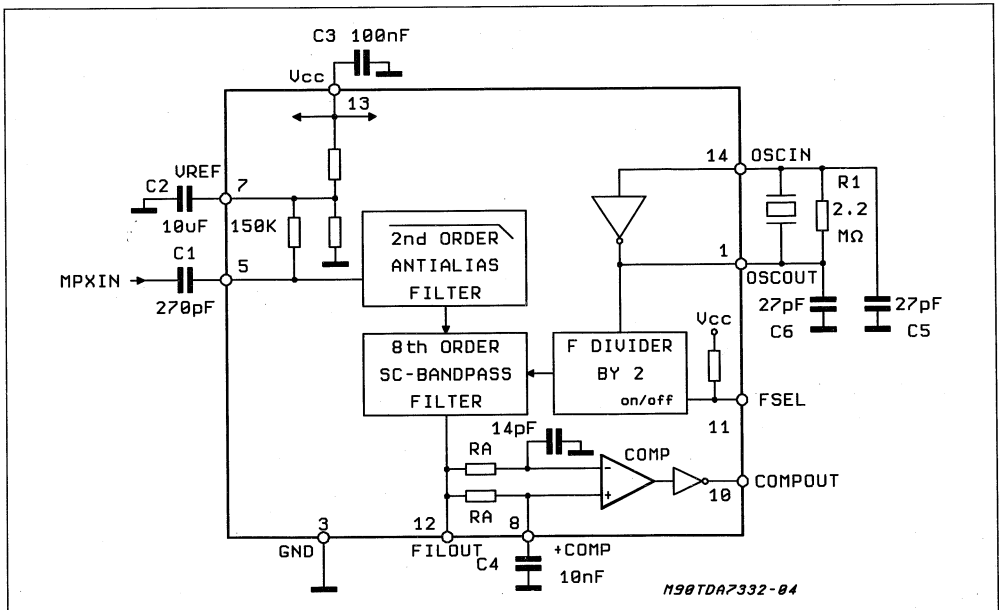 C3 100nF
Vcc
13
14 OSCIN
VREF
C2
7
R1
10uF
150K
2.2
MΩ
2nd ORDER
ANTIALIAS
FILTER
C1
5
1
OSCOUT
MPXIN
270pF
27pF
27pF
C6
C5
Vcc
8th ORDER
SC-BANDPASS
FILTER
F DIVIDER
BY 2
on/off
FSEL
11
14pF
RA
COMP
-
+
COMPOUT
10
RA
3
12
8
GND
FILOUT
C4
+COMP
10nF
M90TDA7332-04